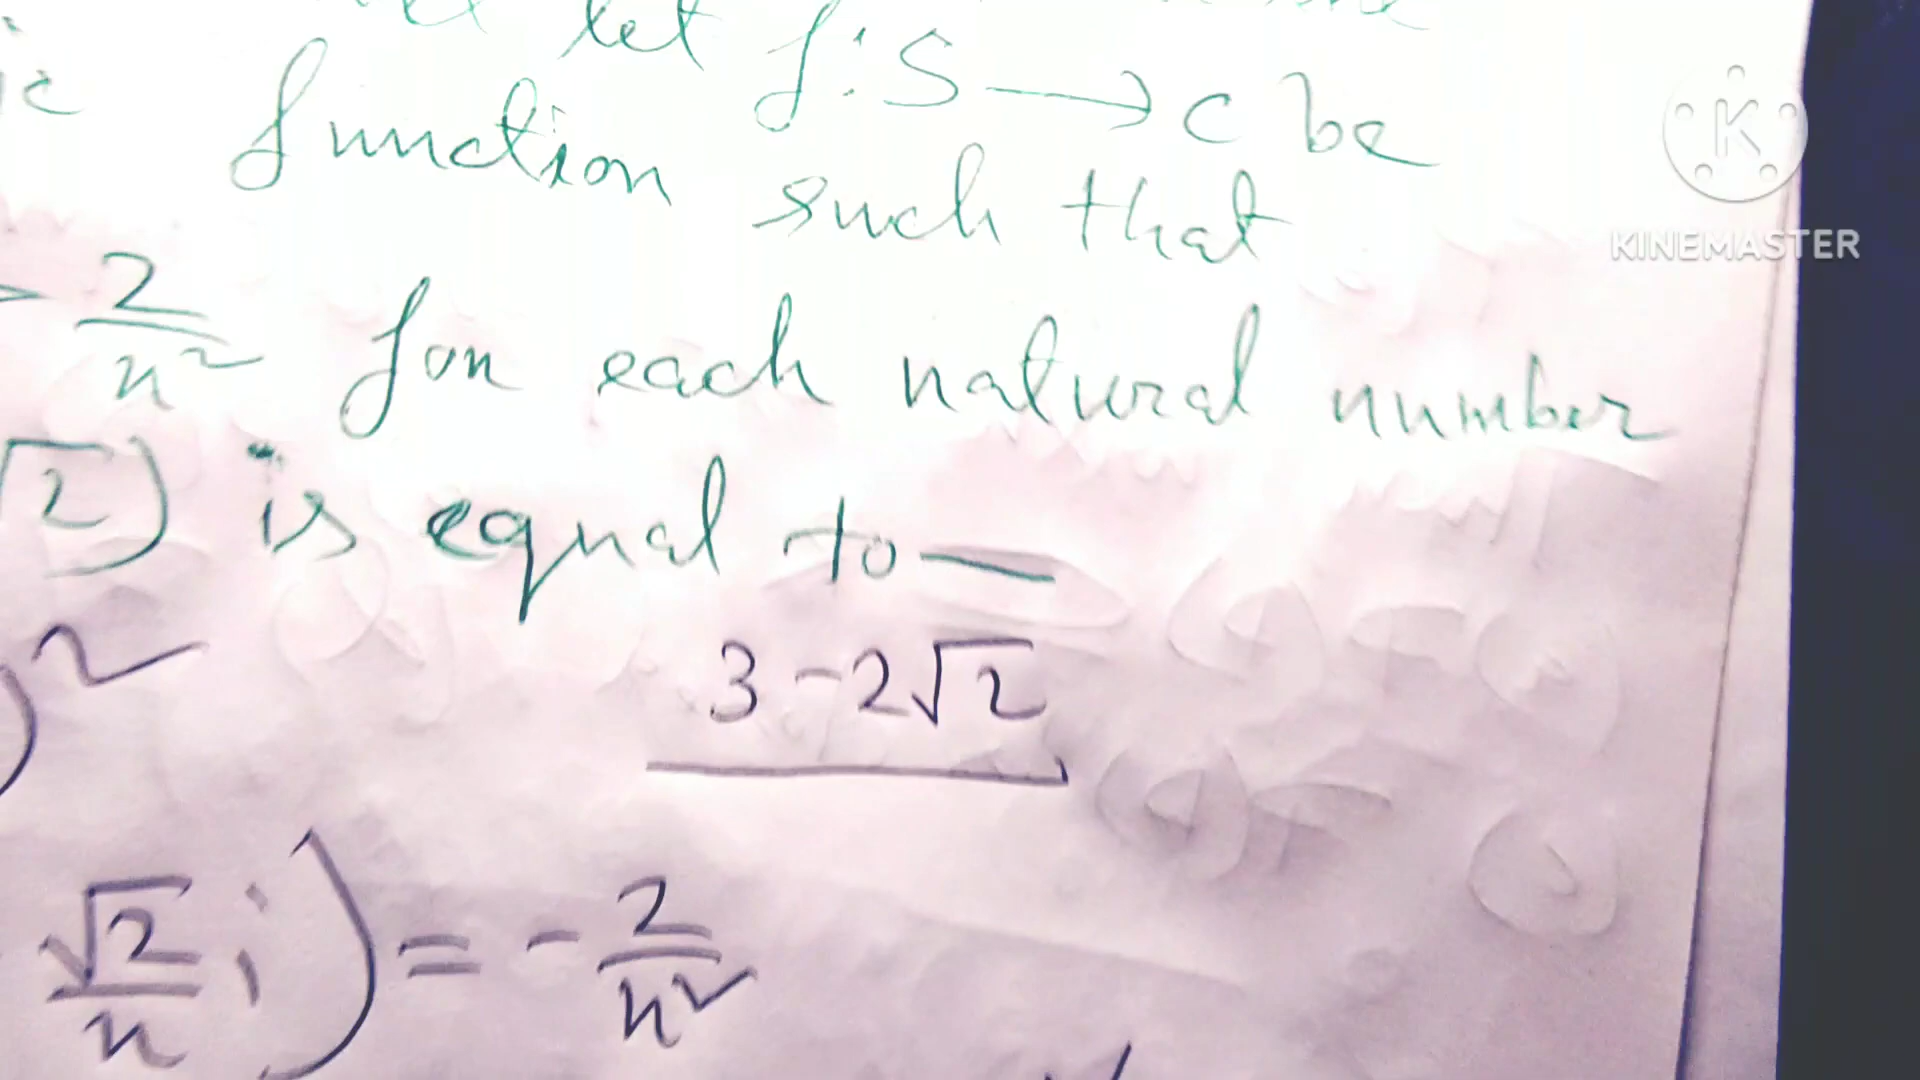 let f:S→C be
ic function such that
- 2/n² for each natural number
√2) is equal to —
)² 3-2√2
√2/n i) = - 2/n²
KINEMASTER